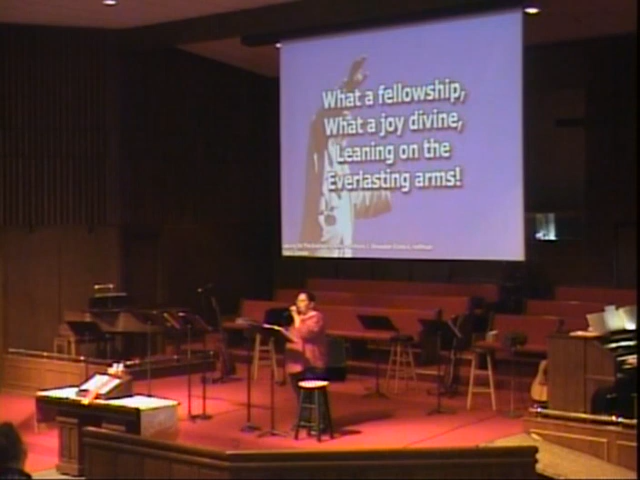 What a fellowship,
What a joy divine,
Leaning on the
Everlasting arms!